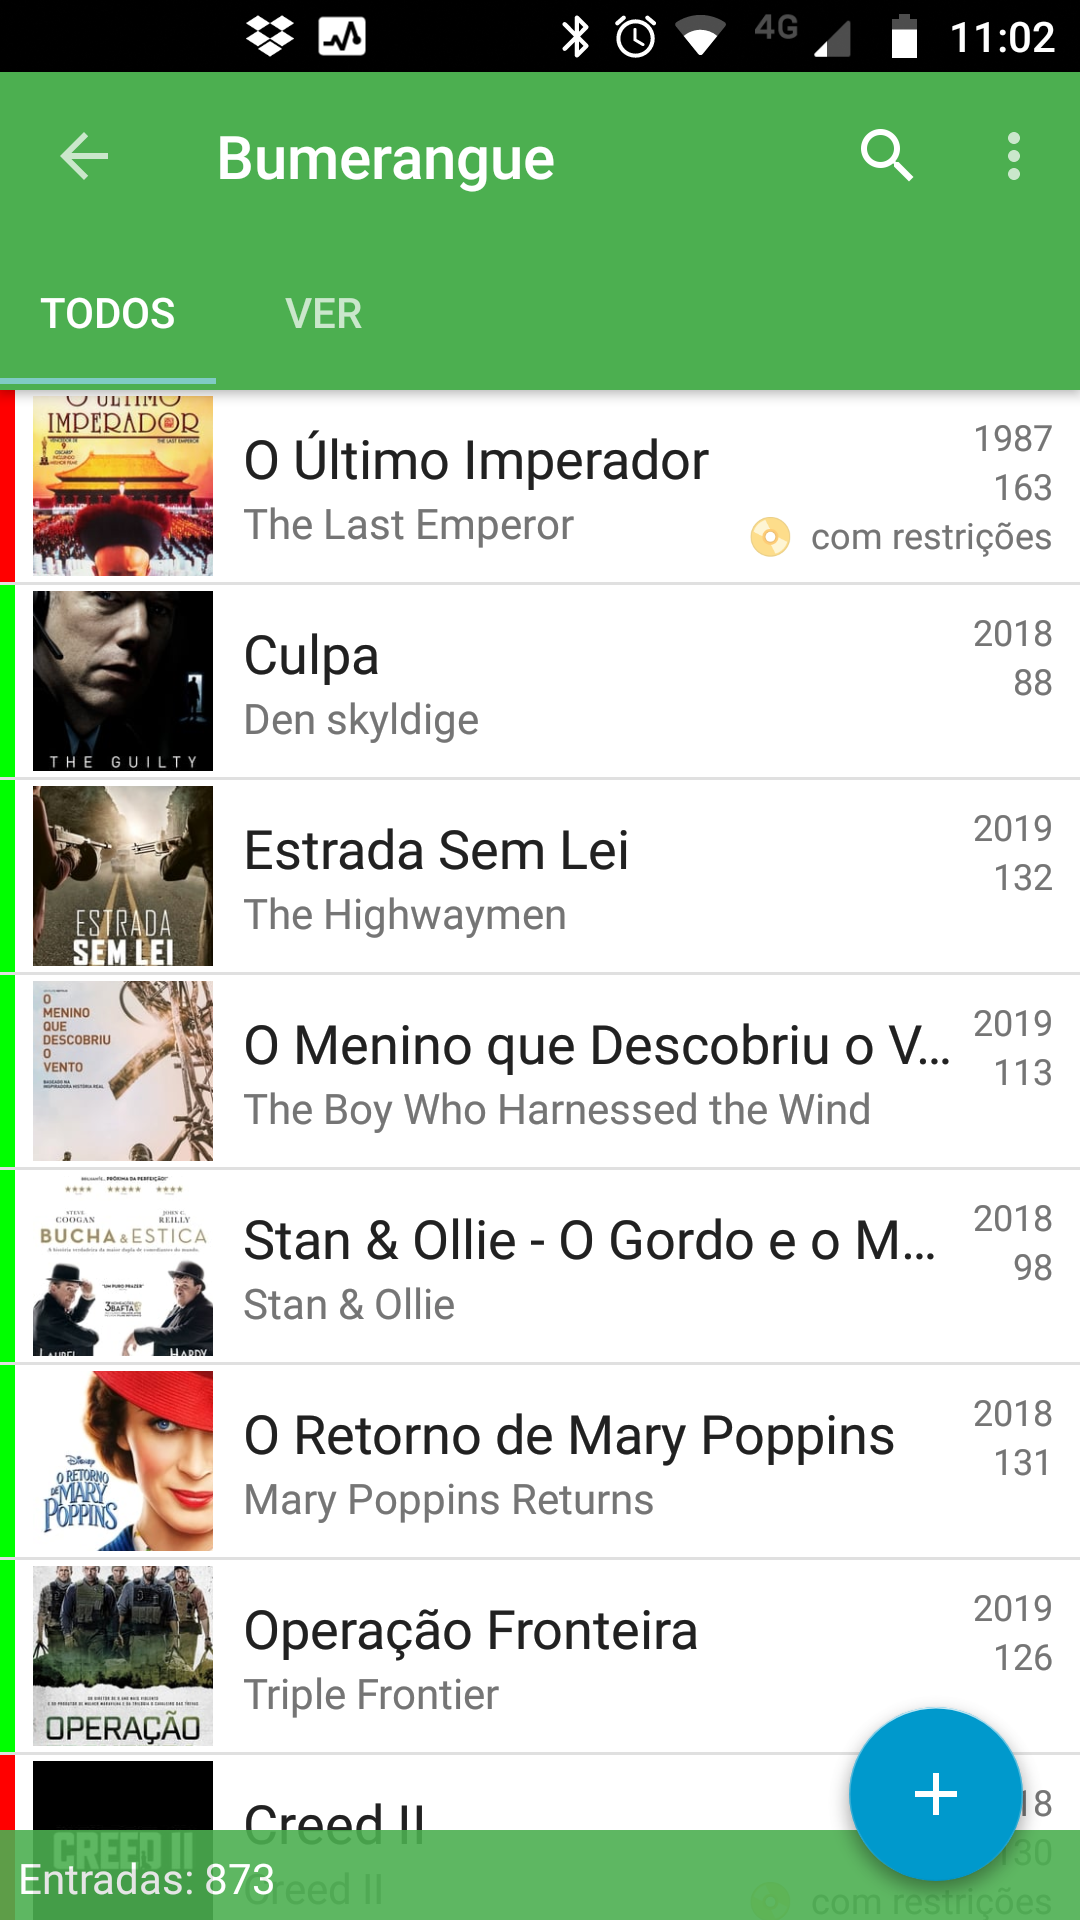 4G 11:02
Bumerangue
TODOS VER
O ÚLTIMO
IMPERADOR
O Último Imperador
The Last Emperor
1987
163
com restrições
THE GUILTY
Culpa
Den skyldige
2018
88
ESTRADA
SEM LEI
Estrada Sem Lei
The Highwaymen
2019
132
O
MENINO
QUE
DESCOBRIU
O
VENTO
O Menino que Descobriu o V...
The Boy Who Harnessed the Wind
2019
113
STEVE COOGAN
JOHN C. REILLY
BUCHA & ESTICA
LAUREL HARDY
Stan & Ollie - O Gordo e o M...
Stan & Ollie
2018
98
Disney
O RETORNO
DE MARY
POPPINS
O Retorno de Mary Poppins
Mary Poppins Returns
2018
131
OPERAÇÃO
Operação Fronteira
Triple Frontier
2019
126
CREED II
Creed II
Creed II
18
130
com restrições
Entradas: 873